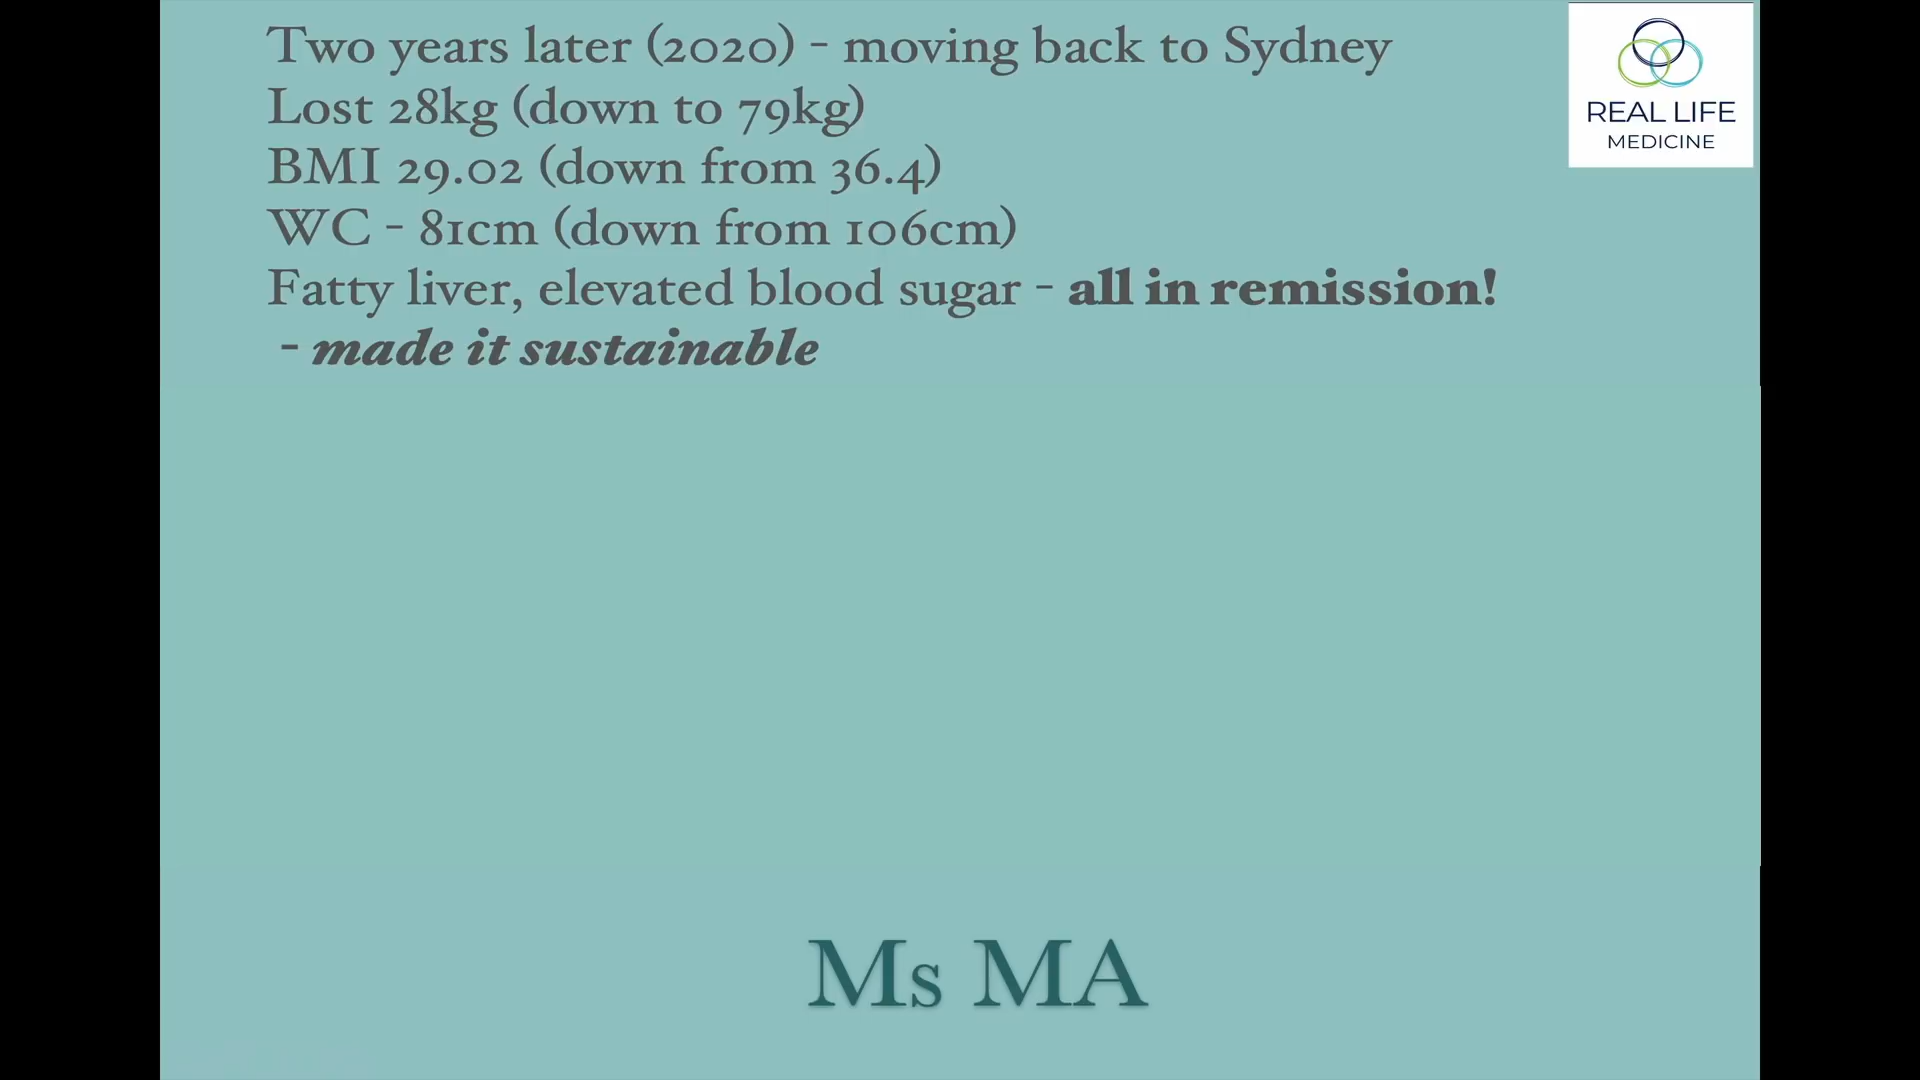 Two years later (2020) - moving back to Sydney
Lost 28kg (down to 79kg)
BMI 29.02 (down from 36.4)
WC - 81cm (down from 106cm)
Fatty liver, elevated blood sugar - all in remission!
- made it sustainable
REAL LIFE
MEDICINE
Ms MA